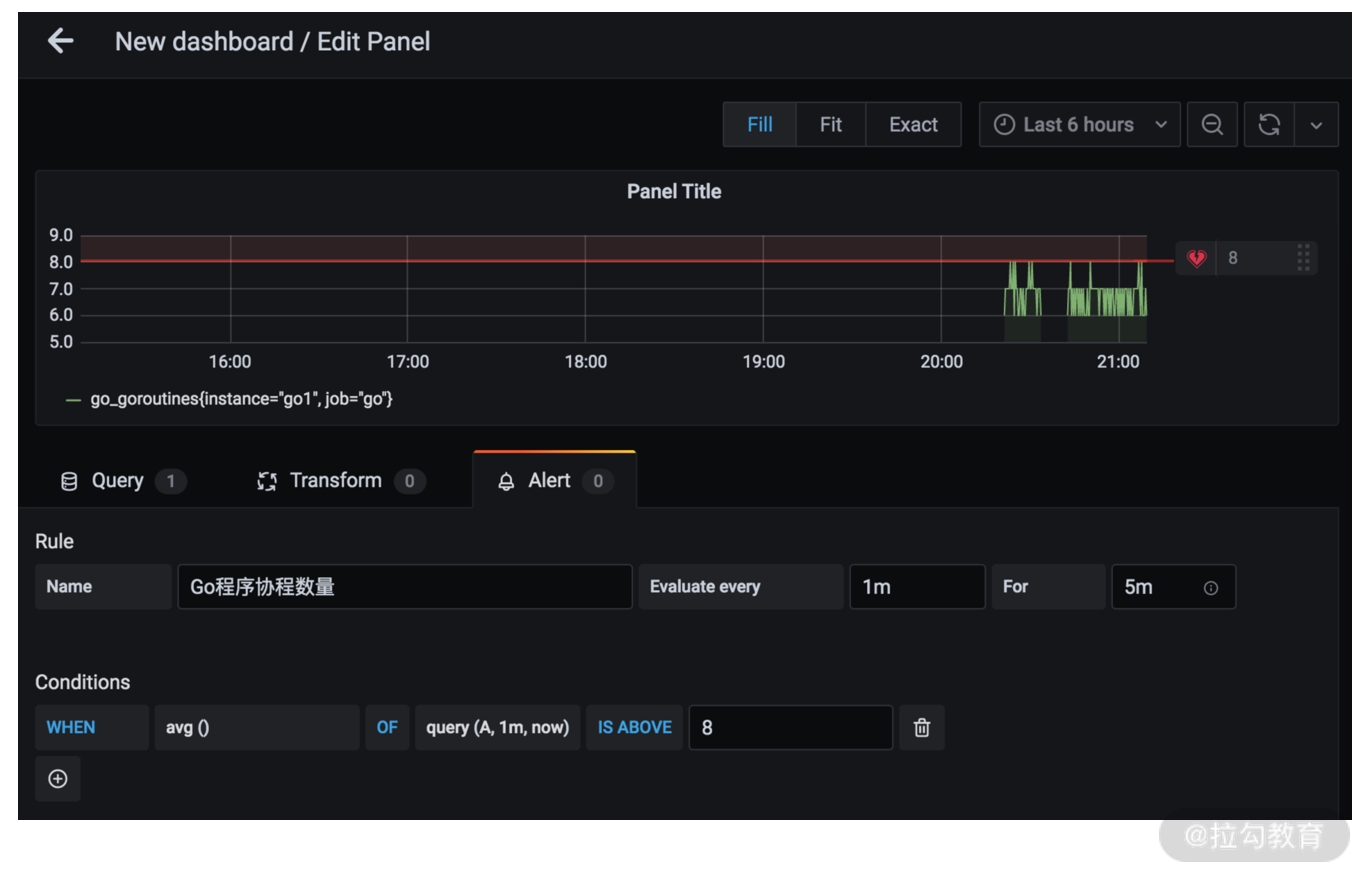 New dashboard / Edit Panel
Fill Fit Exact Last 6 hours
Panel Title
9.0
8.0
8
7.0
6.0
5.0
16:00 17:00 18:00 19:00 20:00 21:00
go_goroutines{instance="go1", job="go"}
Query 1 Transform 0 Alert 0
Rule
Name Go程序协程数量 Evaluate every 1m For 5m
Conditions
WHEN avg () OF query (A, 1m, now) IS ABOVE 8
@拉勾教育